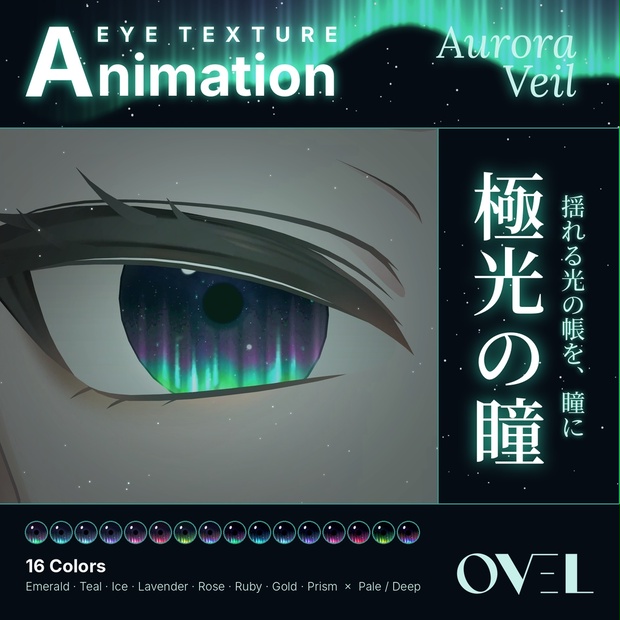 EYE TEXTURE
Animation
Aurora
Veil
極光の瞳
揺れる光の帳を、瞳に
16 Colors
Emerald · Teal · Ice · Lavender · Rose · Ruby · Gold · Prism × Pale / Deep
OVEL